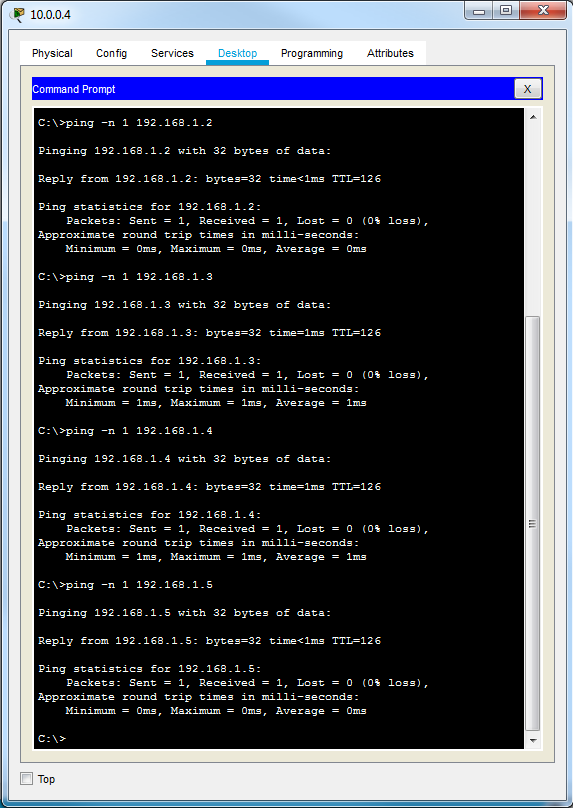 10.0.0.4
Physical Config Services Desktop Programming Attributes
Command Prompt X
C:\>ping -n 1 192.168.1.2
Pinging 192.168.1.2 with 32 bytes of data:
Reply from 192.168.1.2: bytes=32 time<1ms TTL=126
Ping statistics for 192.168.1.2:
Packets: Sent = 1, Received = 1, Lost = 0 (0% loss),
Approximate round trip times in milli-seconds:
Minimum = 0ms, Maximum = 0ms, Average = 0ms
C:\>ping -n 1 192.168.1.3
Pinging 192.168.1.3 with 32 bytes of data:
Reply from 192.168.1.3: bytes=32 time=1ms TTL=126
Ping statistics for 192.168.1.3:
Packets: Sent = 1, Received = 1, Lost = 0 (0% loss),
Approximate round trip times in milli-seconds:
Minimum = 1ms, Maximum = 1ms, Average = 1ms
C:\>ping -n 1 192.168.1.4
Pinging 192.168.1.4 with 32 bytes of data:
Reply from 192.168.1.4: bytes=32 time=1ms TTL=126
Ping statistics for 192.168.1.4:
Packets: Sent = 1, Received = 1, Lost = 0 (0% loss),
Approximate round trip times in milli-seconds:
Minimum = 1ms, Maximum = 1ms, Average = 1ms
C:\>ping -n 1 192.168.1.5
Pinging 192.168.1.5 with 32 bytes of data:
Reply from 192.168.1.5: bytes=32 time<1ms TTL=126
Ping statistics for 192.168.1.5:
Packets: Sent = 1, Received = 1, Lost = 0 (0% loss),
Approximate round trip times in milli-seconds:
Minimum = 0ms, Maximum = 0ms, Average = 0ms
C:\>
Top